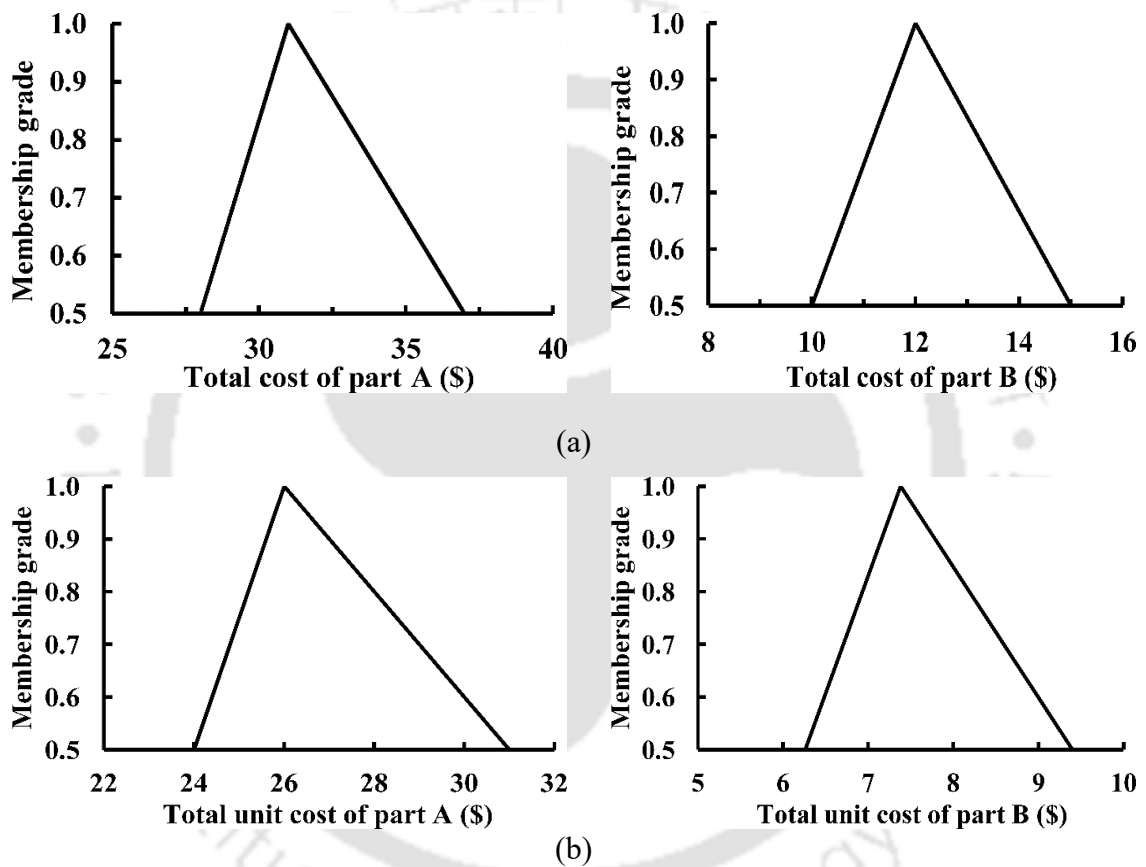 1.0 1.0
0.9 0.9
0.8 0.8
0.7 0.7
0.6 0.6
0.5 0.5
Membership grade Membership grade
25 30 35 40 8 10 12 14 16
Total cost of part A ($) Total cost of part B ($)
(a)
1.0 1.0
0.9 0.9
0.8 0.8
0.7 0.7
0.6 0.6
0.5 0.5
Membership grade Membership grade
22 24 26 28 30 32 5 6 7 8 9 10
Total unit cost of part A ($) Total unit cost of part B ($)
(b)